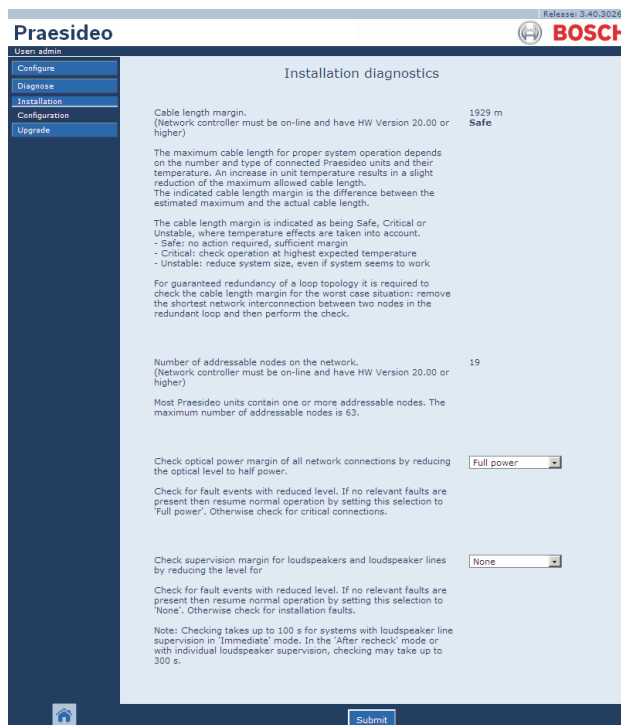 Release: 3.40.3026
Praesideo
BOSCH
User: admin
Configure
Diagnose
Installation
Configuration
Upgrade
Installation diagnostics
Cable length margin.
(Network controller must be on-line and have HW Version 20.00 or
higher)
1929 m
Safe
The maximum cable length for proper system operation depends
on the number and type of connected Praesideo units and their
temperature. An increase in unit temperature results in a slight
reduction of the maximum allowed cable length.
The indicated cable length margin is the difference between the
estimated maximum and the actual cable length.
The cable length margin is indicated as being Safe, Critical or
Unstable, where temperature effects are taken into account.
- Safe: no action required, sufficient margin
- Critical: check operation at highest expected temperature
- Unstable: reduce system size, even if system seems to work
For guaranteed redundancy of a loop topology it is required to
check the cable length margin for the worst case situation: remove
the shortest network interconnection between two nodes in the
redundant loop and then perform the check.
Number of addressable nodes on the network.
(Network controller must be on-line and have HW Version 20.00 or
higher)
19
Most Praesideo units contain one or more addressable nodes. The
maximum number of addressable nodes is 63.
Check optical power margin of all network connections by reducing
the optical level to half power.
Full power
Check for fault events with reduced level. If no relevant faults are
present then resume normal operation by setting this selection to
'Full power'. Otherwise check for critical connections.
Check supervision margin for loudspeakers and loudspeaker lines
by reducing the level for
None
Check for fault events with reduced level. If no relevant faults are
present then resume normal operation by setting this selection to
'None'. Otherwise check for installation faults.
Note: Checking takes up to 100 s for systems with loudspeaker line
supervision in 'Immediate' mode. In the 'After recheck' mode or
with individual loudspeaker supervision, checking may take up to
300 s.
Submit